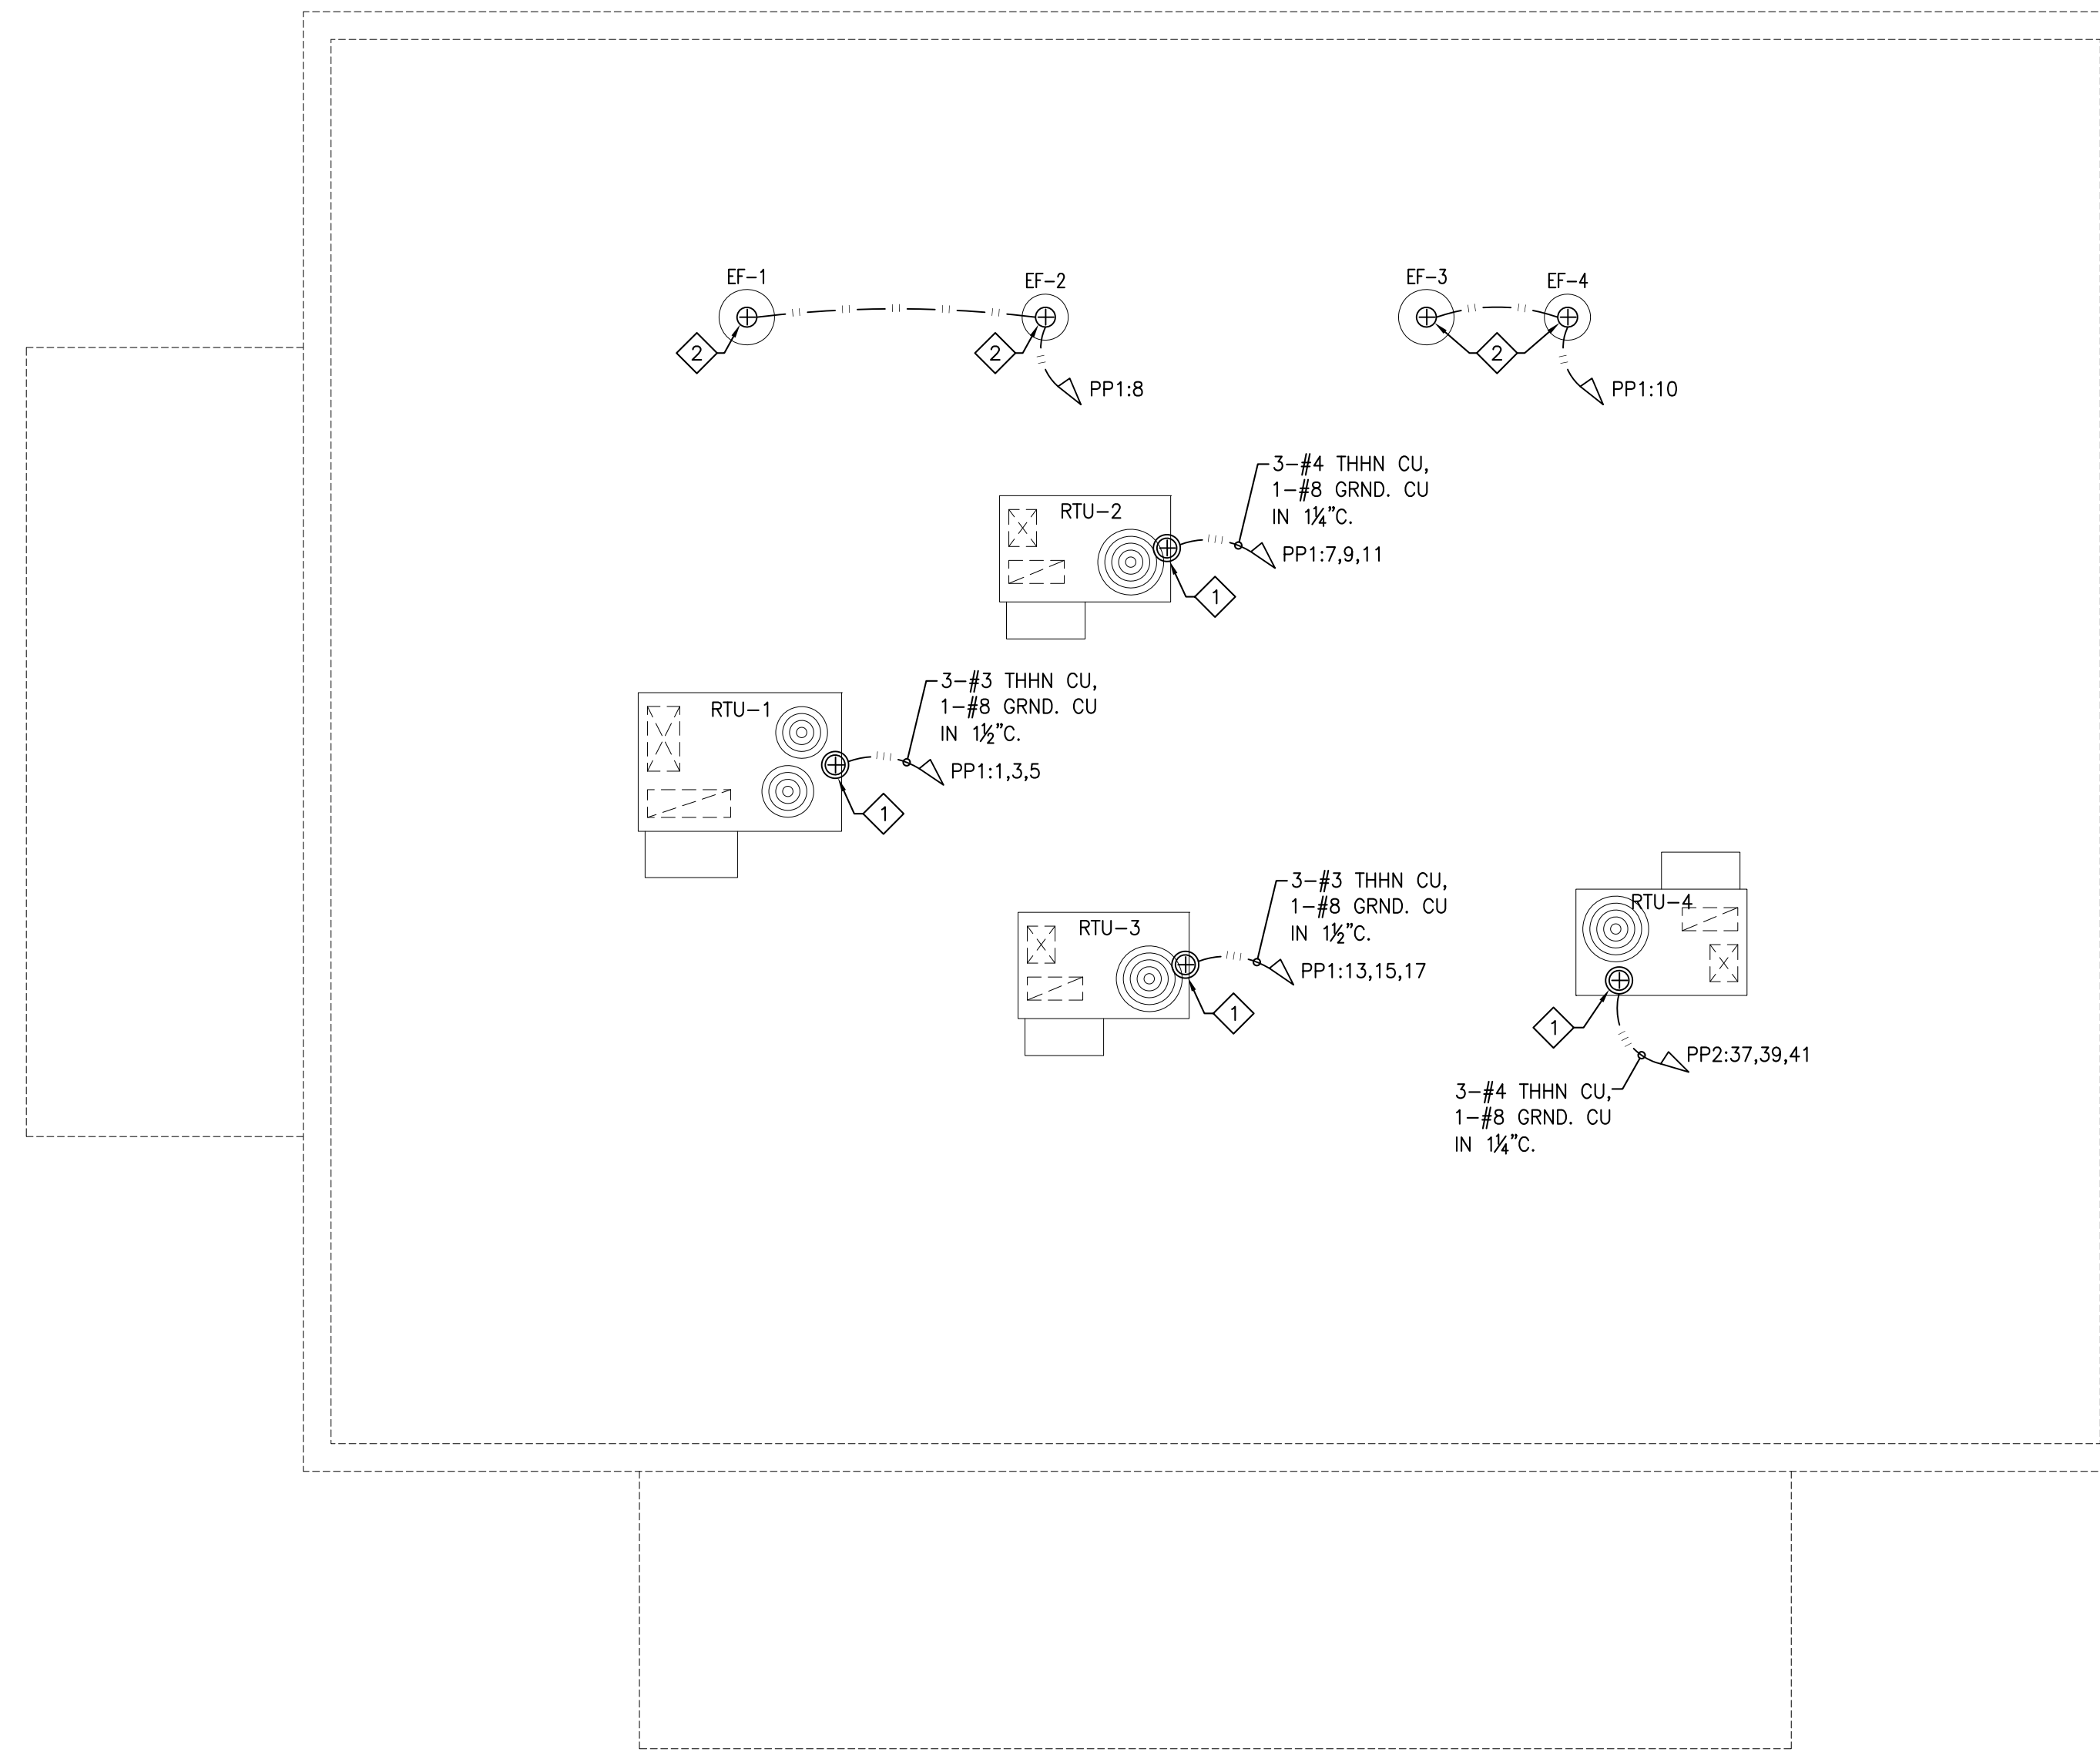 EF-1
EF-2
EF-3
EF-4
2
2
2
PP1:8
PP1:10
3-#4 THHN CU,
1-#8 GRND. CU
IN 1¼"C.
RTU-2
PP1:7,9,11
1
3-#3 THHN CU,
1-#8 GRND. CU
IN 1½"C.
RTU-1
PP1:1,3,5
1
3-#3 THHN CU,
1-#8 GRND. CU
IN 1½"C.
RTU-3
PP1:13,15,17
1
RTU-4
1
PP2:37,39,41
3-#4 THHN CU,
1-#8 GRND. CU
IN 1¼"C.